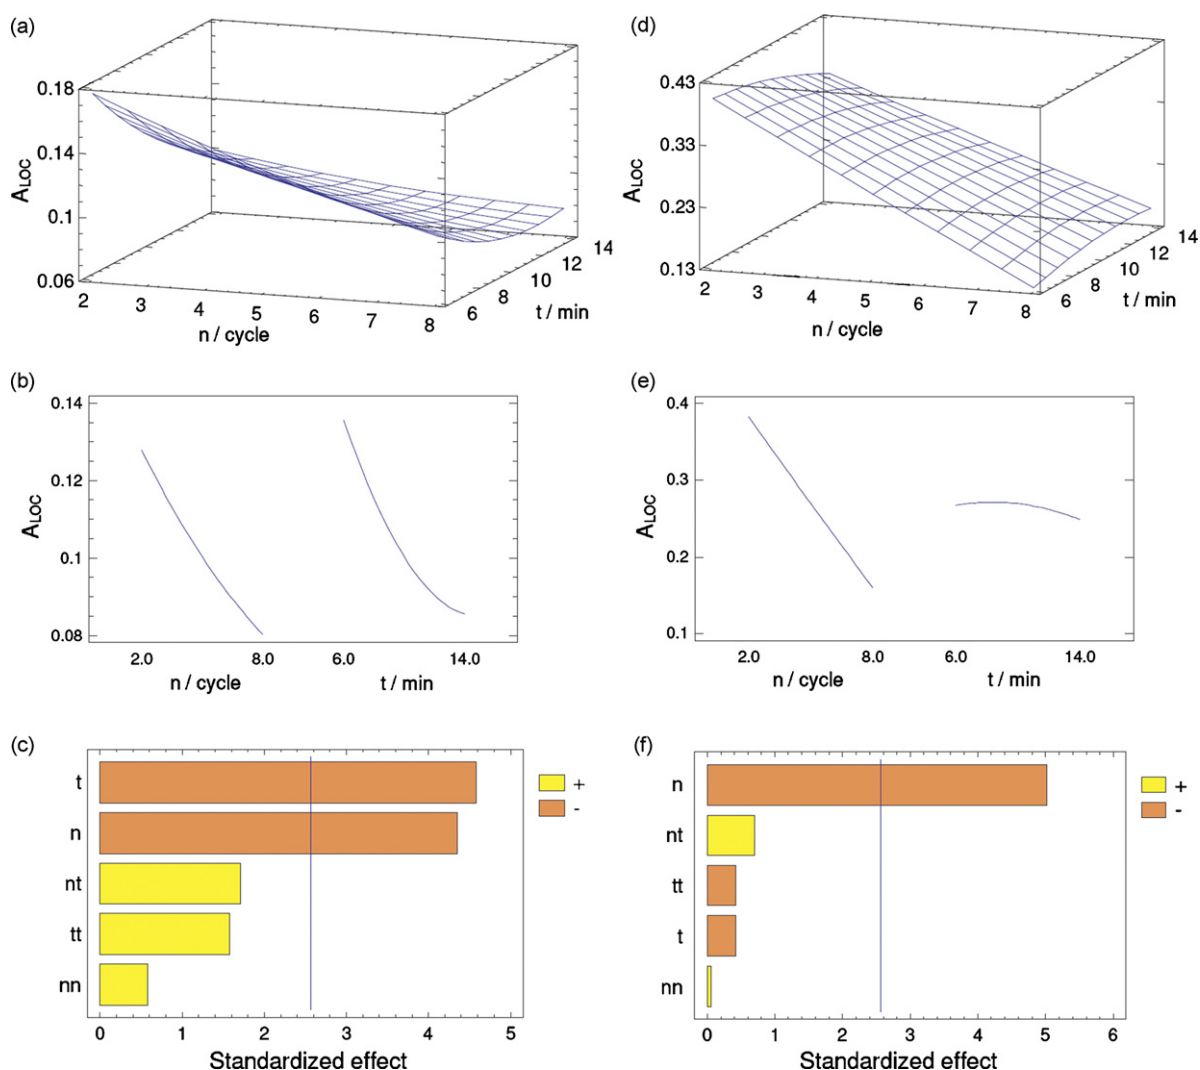 (a)
0.18
0.14
0.1
0.06
A_LOC
2 3 4 5 6 7 8
n / cycle
6 8 10 12 14
t / min
(d)
0.43
0.33
0.23
0.13
A_LOC
2 3 4 5 6 7 8
n / cycle
6 8 10 12 14
t / min
(b)
0.14
0.12
0.1
0.08
A_LOC
2.0 8.0 6.0 14.0
n / cycle t / min
(e)
0.4
0.3
0.2
0.1
A_LOC
2.0 8.0 6.0 14.0
n / cycle t / min
(c)
t
n
nt
tt
nn
+
-
0 1 2 3 4 5
Standardized effect
(f)
n
nt
tt
t
nn
+
-
0 1 2 3 4 5 6
Standardized effect